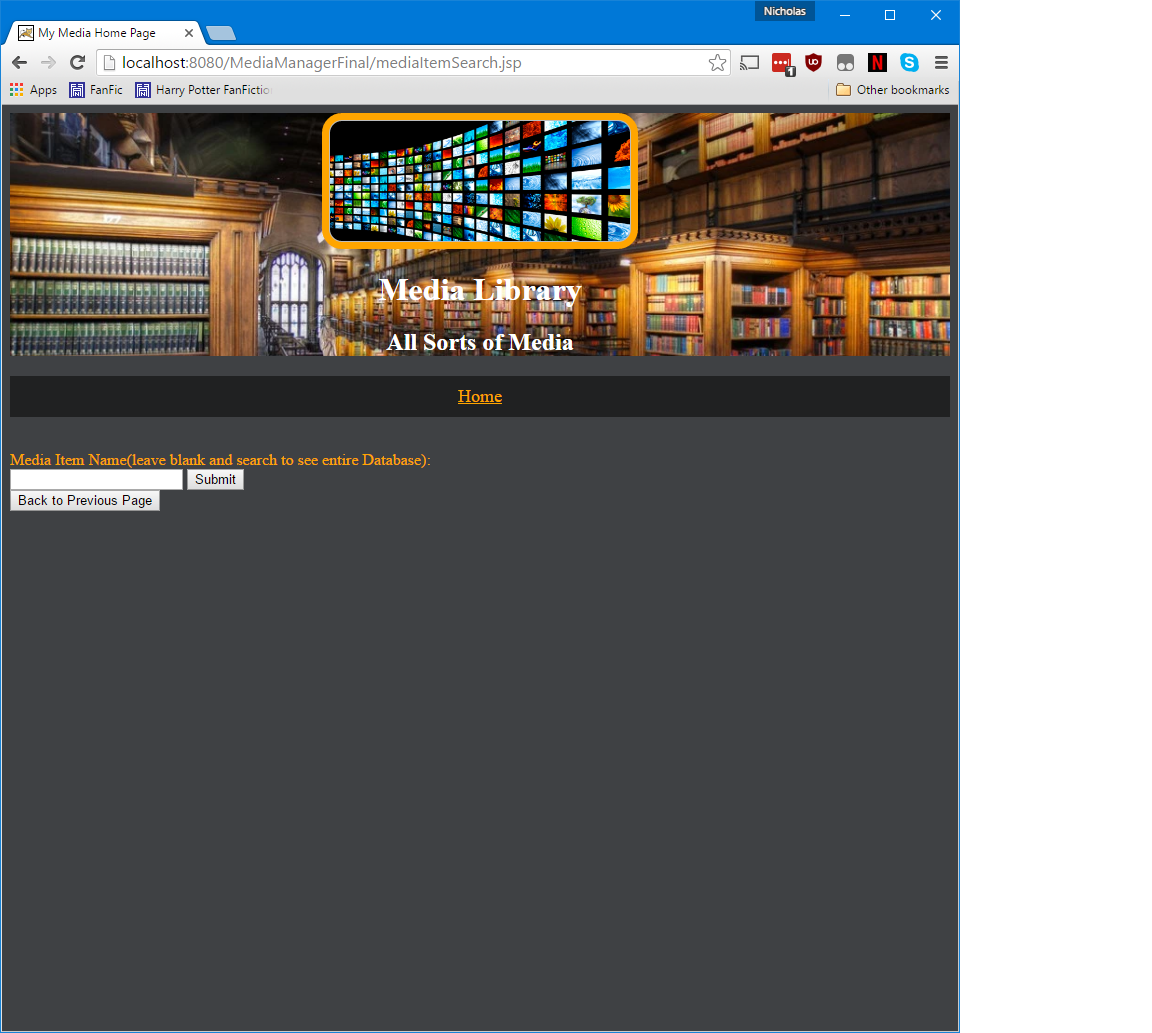 Nicholas
My Media Home Page
localhost:8080/MediaManagerFinal/mediaItemSearch.jsp
1
UO
N
S
Apps
FanFic
Harry Potter FanFictio
Other bookmarks
Media Library
All Sorts of Media
Home
Media Item Name(leave blank and search to see entire Database):
Submit
Back to Previous Page